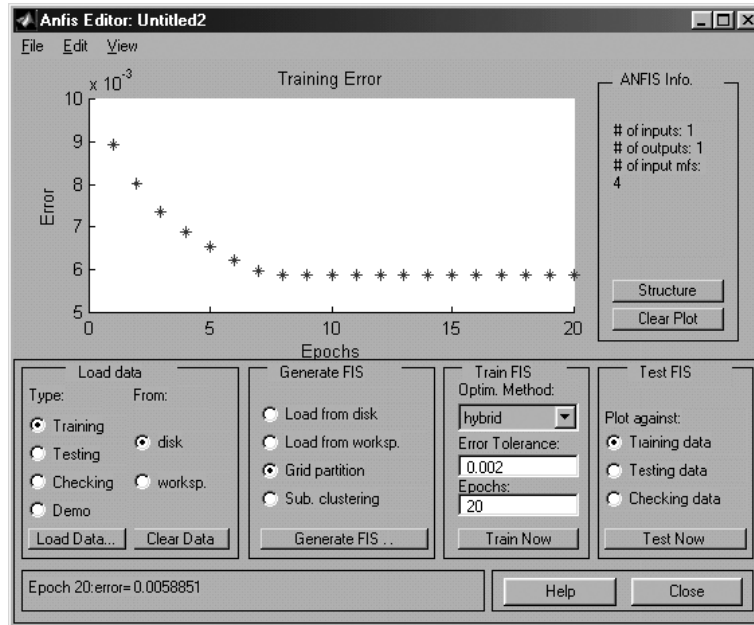 Anfis Editor: Untitled2
File Edit View
x 10^-3
Training Error
10
9
8
7
6
5
Error
0 5 10 15 20
Epochs
ANFIS Info.
# of inputs: 1
# of outputs: 1
# of input mfs:
4
Structure
Clear Plot
Load data
Type: From:
Training
Testing
Checking
Demo
disk
worksp.
Load Data... Clear Data
Generate FIS
Load from disk
Load from worksp.
Grid partition
Sub. clustering
Generate FIS ..
Train FIS
Optim. Method:
hybrid
Error Tolerance:
0.002
Epochs:
20
Train Now
Test FIS
Plot against:
Training data
Testing data
Checking data
Test Now
Epoch 20:error= 0.0058851
Help Close